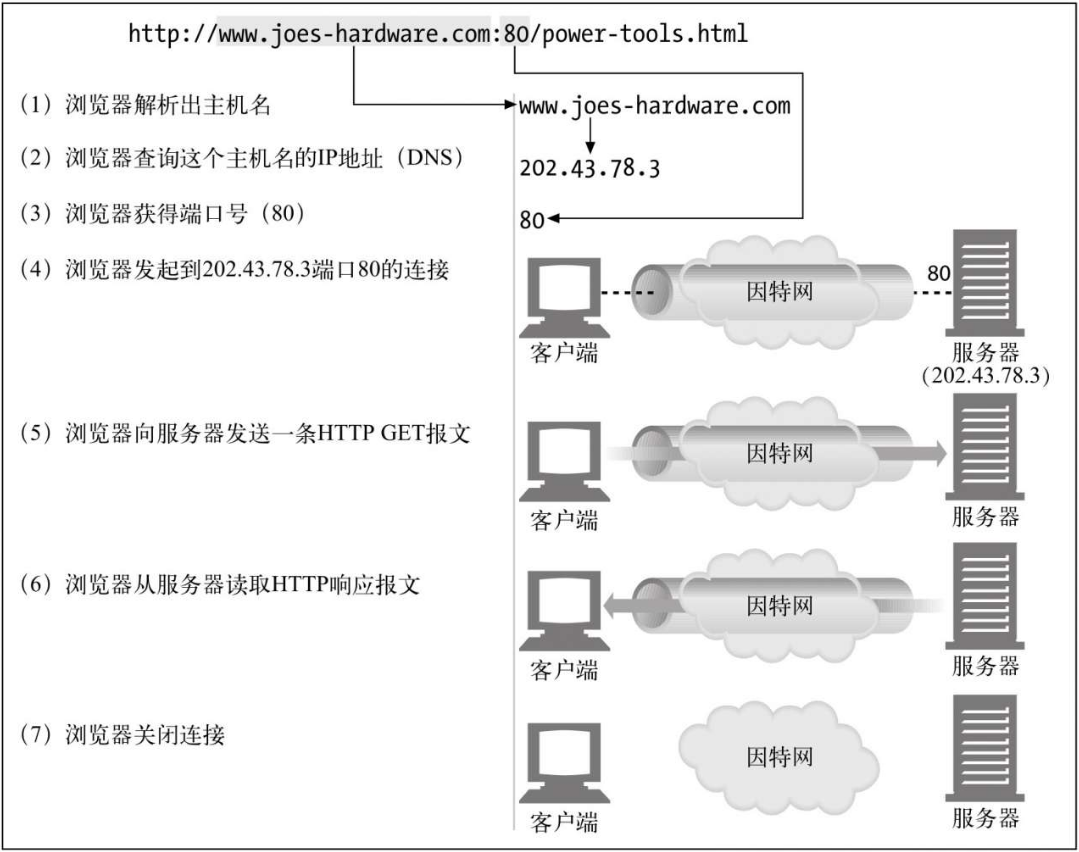 http://www.joes-hardware.com:80/power-tools.html
（1）浏览器解析出主机名
www.joes-hardware.com
（2）浏览器查询这个主机名的IP地址（DNS）
202.43.78.3
（3）浏览器获得端口号（80）
80
（4）浏览器发起到202.43.78.3端口80的连接
因特网
80
客户端
服务器
（202.43.78.3）
（5）浏览器向服务器发送一条HTTP GET报文
因特网
客户端
服务器
（6）浏览器从服务器读取HTTP响应报文
因特网
客户端
服务器
（7）浏览器关闭连接
因特网
客户端
服务器